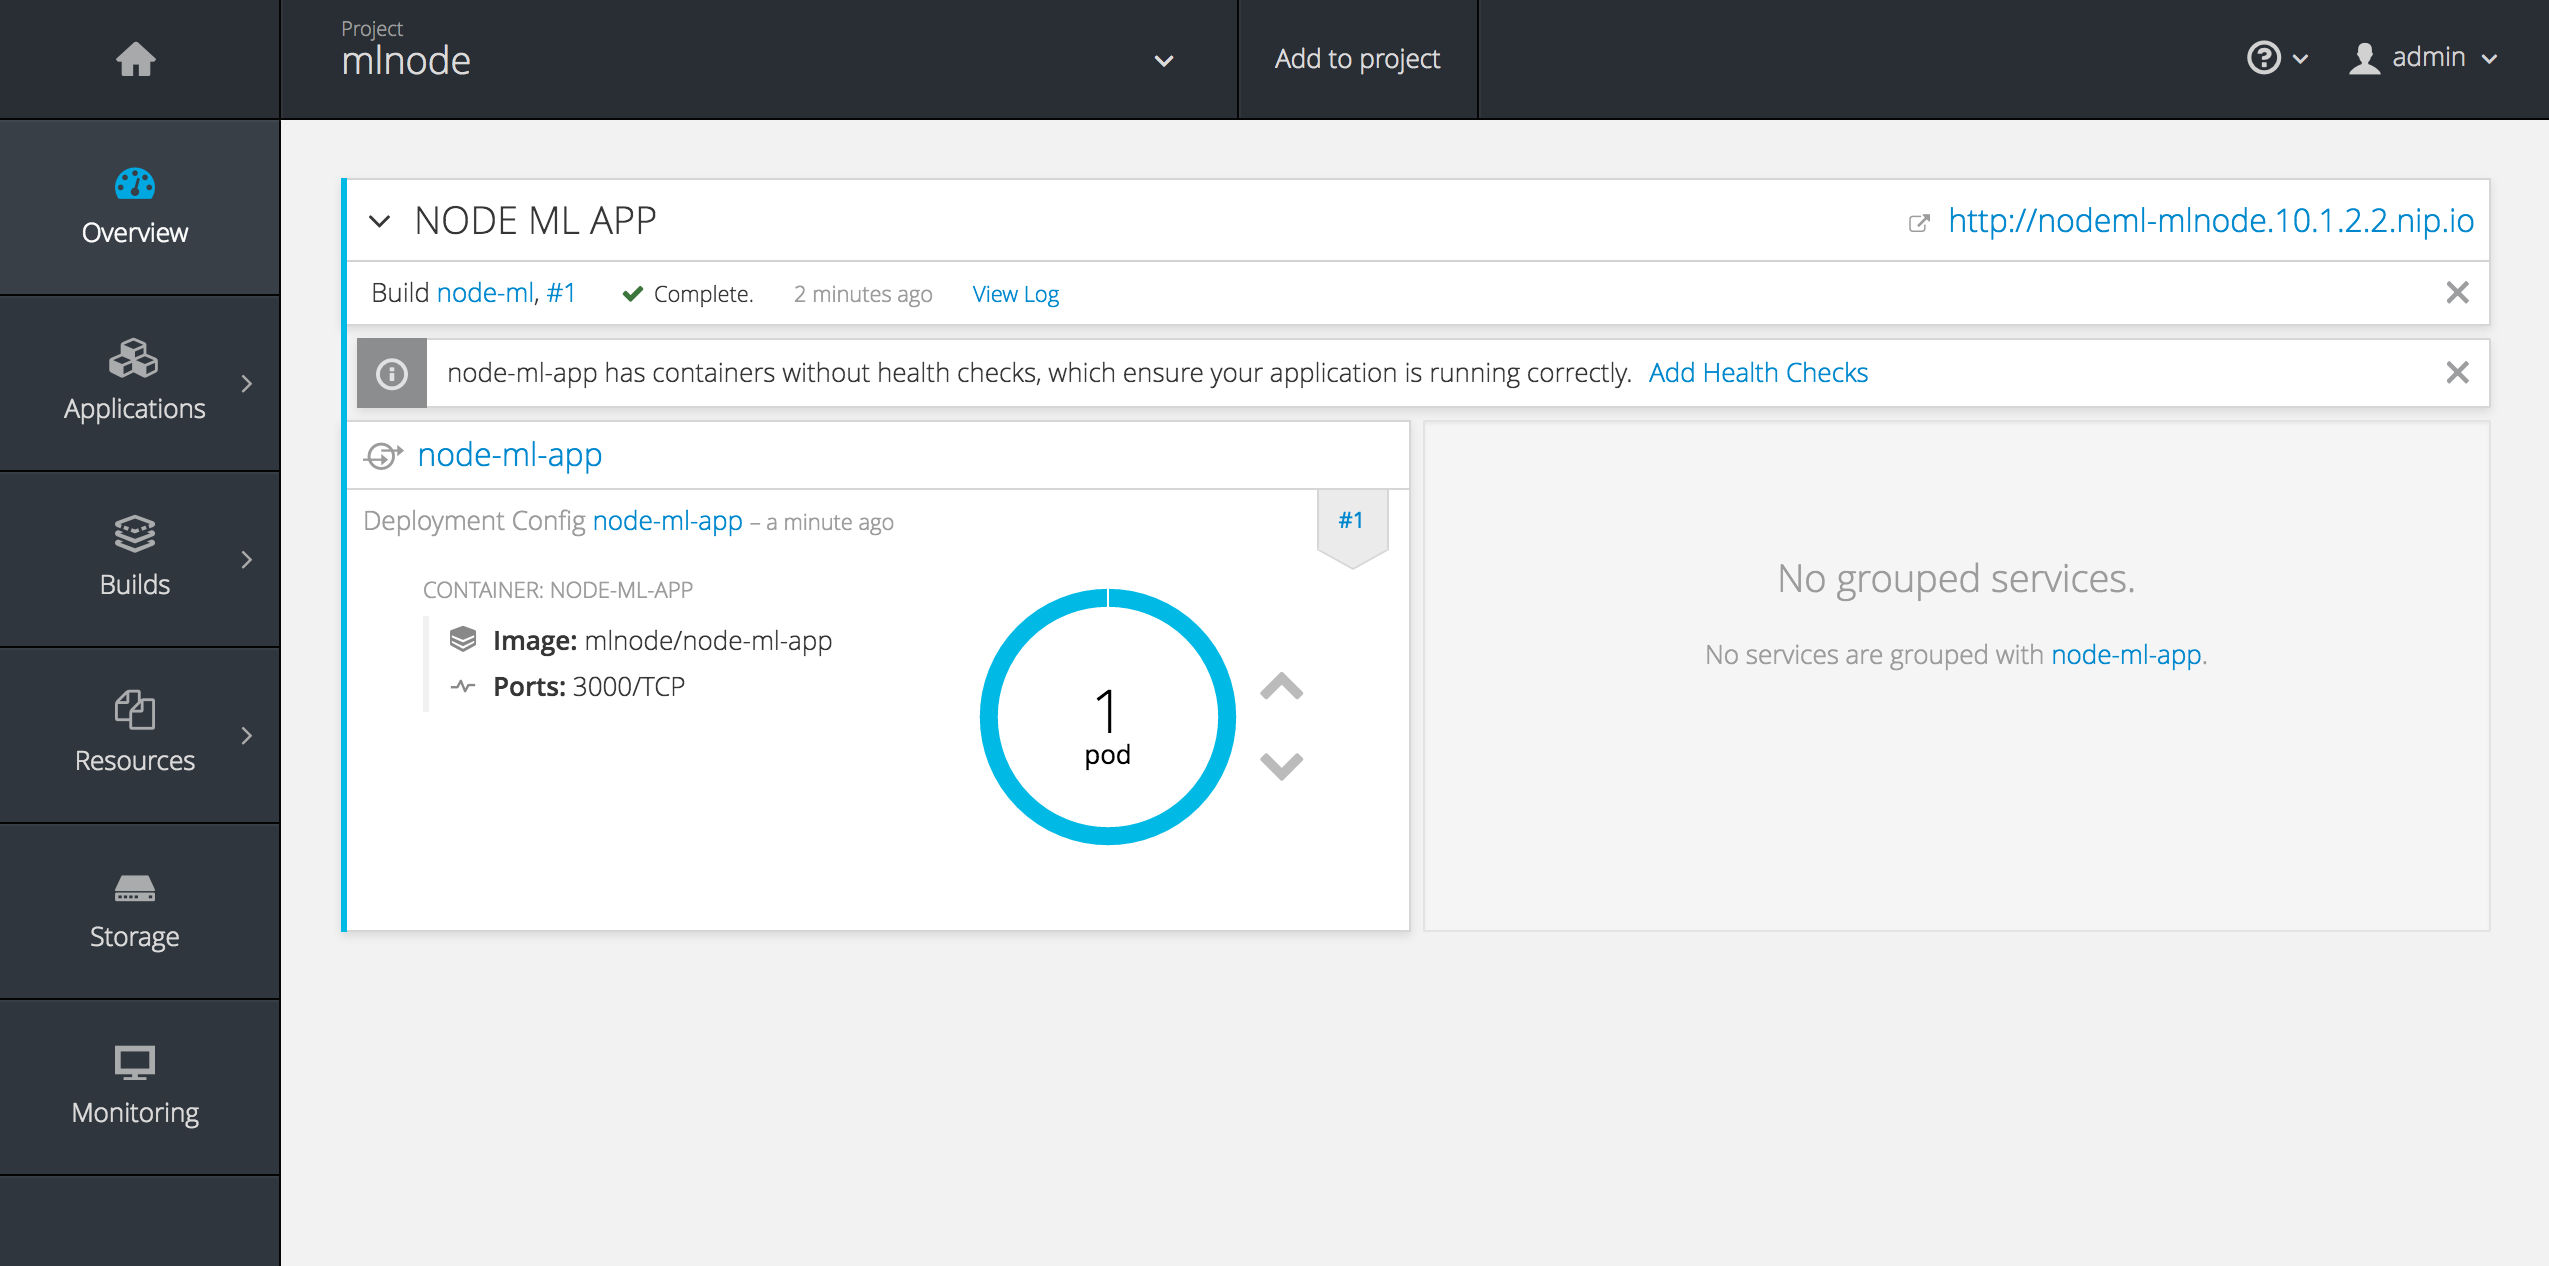 Project
mlnode
Add to project
admin
Overview
Applications
Builds
Resources
Storage
Monitoring
NODE ML APP
http://nodeml-mlnode.10.1.2.2.nip.io
Build node-ml, #1 Complete. 2 minutes ago View Log
node-ml-app has containers without health checks, which ensure your application is running correctly. Add Health Checks
node-ml-app
Deployment Config node-ml-app – a minute ago
#1
CONTAINER: NODE-ML-APP
Image: mlnode/node-ml-app
Ports: 3000/TCP
1
pod
No grouped services.
No services are grouped with node-ml-app.